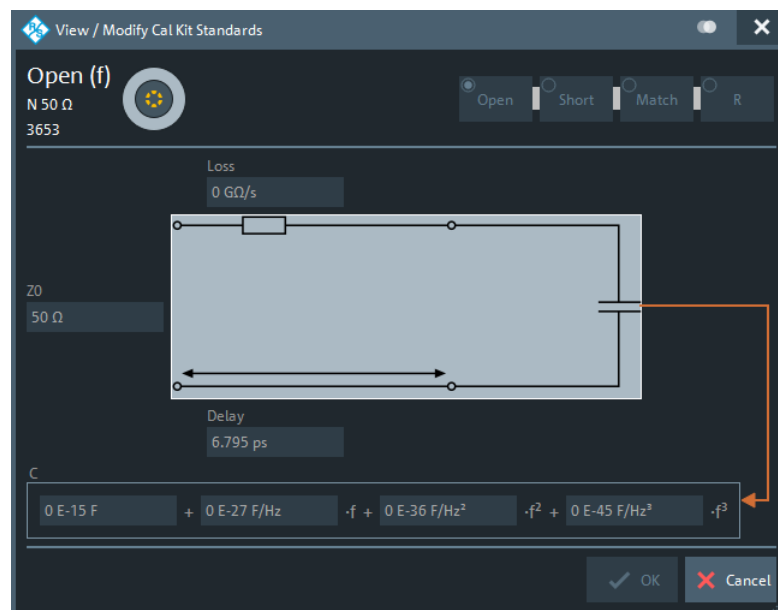 R&S View / Modify Cal Kit Standards
Open (f)
N 50 Ω
3653
Open Short Match R
Loss
0 GΩ/s
Z0
50 Ω
Delay
6.795 ps
C
0 E-15 F + 0 E-27 F/Hz ·f + 0 E-36 F/Hz² ·f² + 0 E-45 F/Hz³ ·f³
OK Cancel